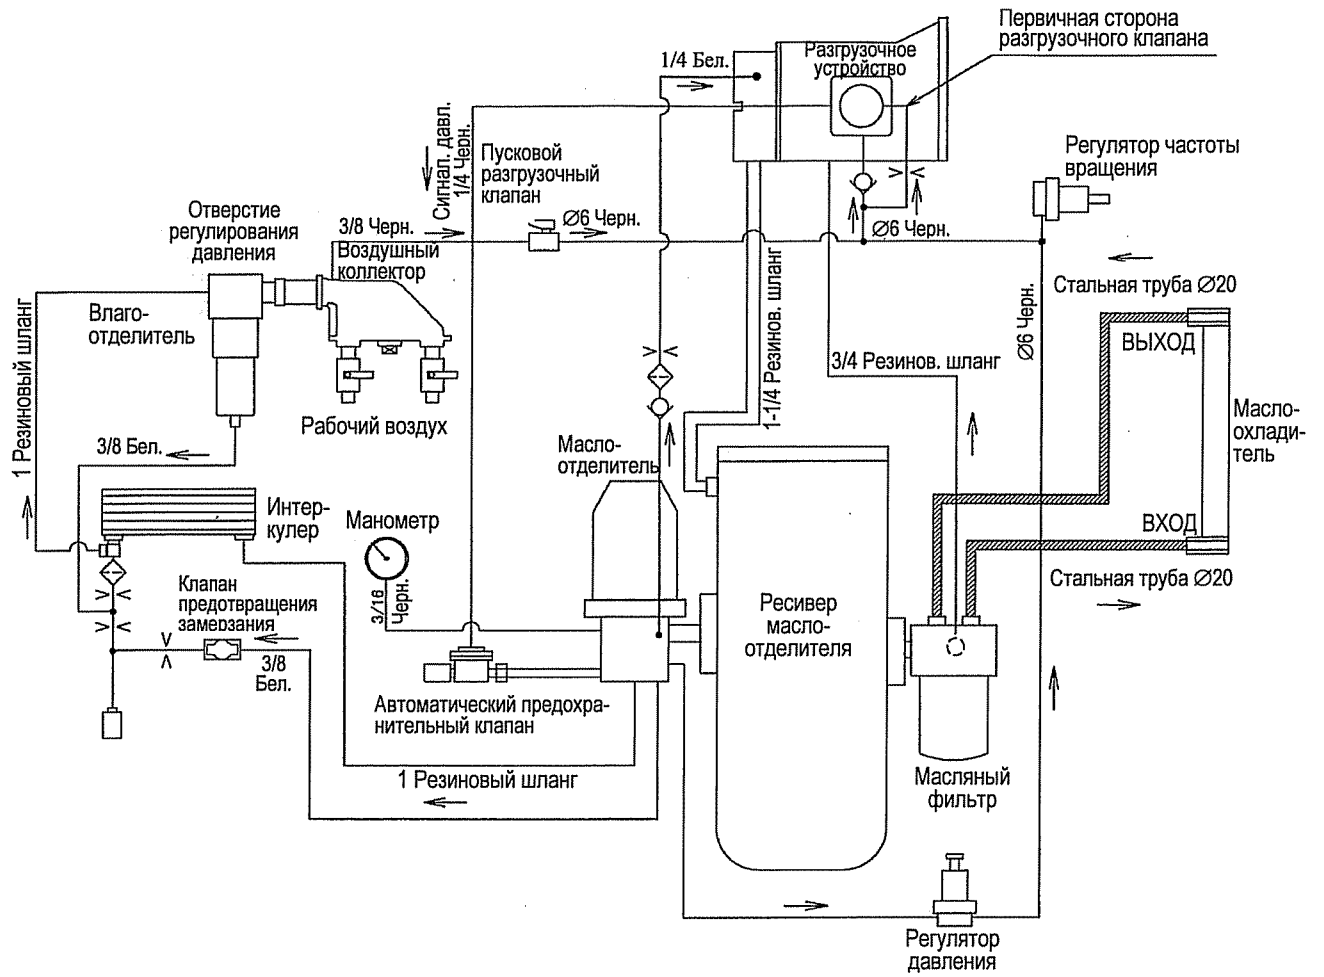 Первичная сторона
разгрузочного клапана
1/4 Бел.
Разгрузочное
устройство
Сигнал. давл.
1/4 Черн.
Пусковой
разгрузочный
клапан
Регулятор частоты
вращения
Отверстие
регулирования
давления
3/8 Черн.
Ø6 Черн.
Ø6 Черн.
Воздушный
коллектор
Стальная труба Ø20
1 Резиновый шланг
Влаго-
отделитель
1-1/4 Резинов. шланг
Ø6 Черн.
ВЫХОД
3/4 Резинов. шланг
Рабочий воздух
Масло-
охлади-
тель
3/8 Бел.
Масло-
отделитель
Интер-
кулер
Манометр
ВХОД
Стальная труба Ø20
Клапан
предотвращения
замерзания
3/16
Черн.
Ресивер
масло-
отделителя
3/8
Бел.
Автоматический предохра-
нительный клапан
1 Резиновый шланг
Масляный
фильтр
Регулятор
давления